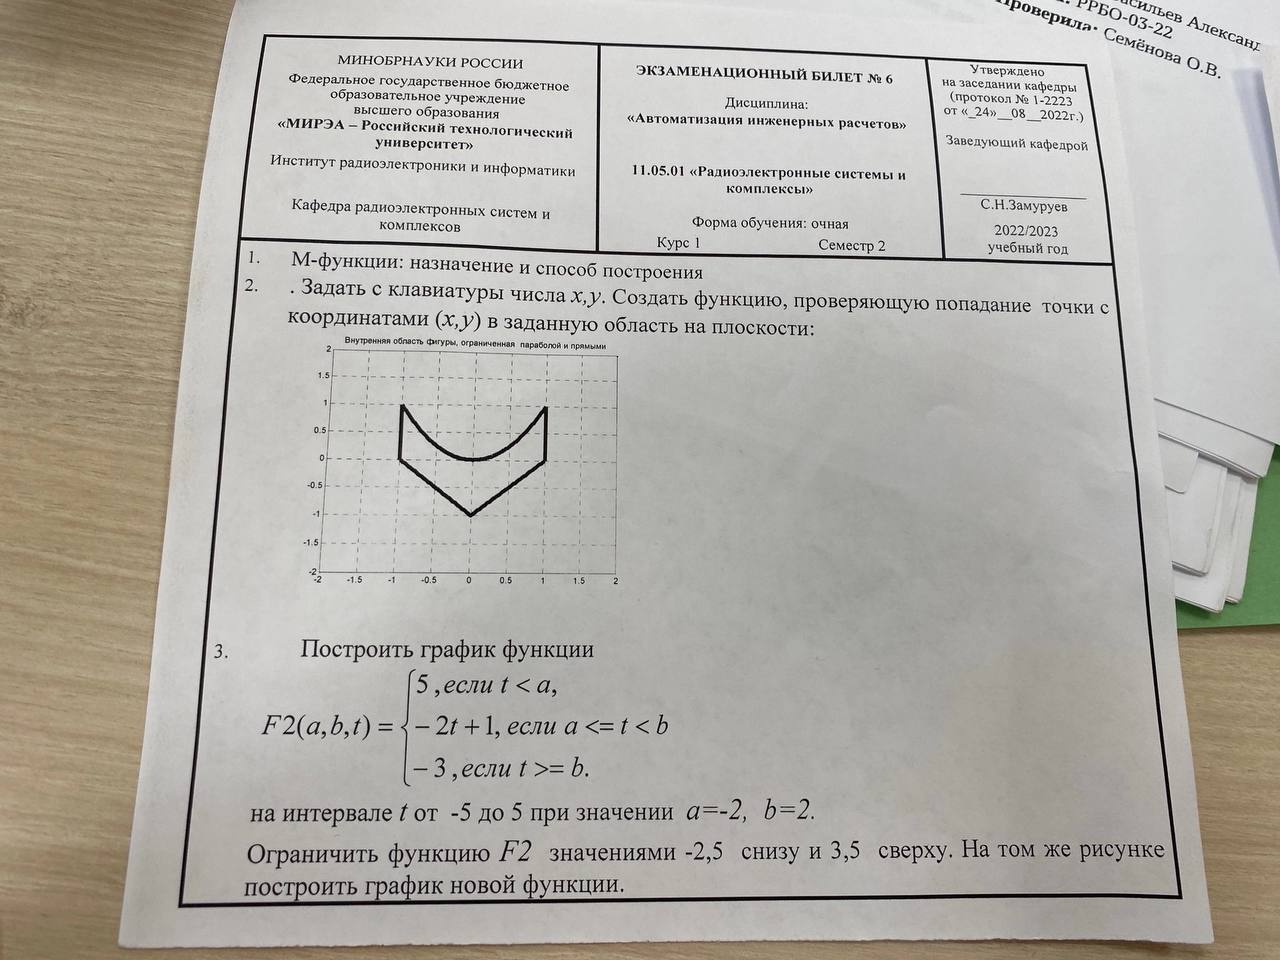 асильев Александ
РРБО-03-22
Проверила: Семёнова О.В.
МИНОБРНАУКИ РОССИИ
Федеральное государственное бюджетное
образовательное учреждение
высшего образования
«МИРЭА – Российский технологический
университет»
Институт радиоэлектроники и информатики
Кафедра радиоэлектронных систем и
комплексов
ЭКЗАМЕНАЦИОННЫЙ БИЛЕТ № 6
Дисциплина:
«Автоматизация инженерных расчетов»
11.05.01 «Радиоэлектронные системы и
комплексы»
Форма обучения: очная
Курс 1 Семестр 2
Утверждено
на заседании кафедры
(протокол № 1-2223
от «_24»__08__2022г.)
Заведующий кафедрой
С.Н.Замуруев
2022/2023
учебный год
1. М-функции: назначение и способ построения
2. . Задать с клавиатуры числа x,y. Создать функцию, проверяющую попадание точки с
координатами (x,y) в заданную область на плоскости:
Внутренняя область фигуры, ограниченная параболой и прямыми
2
1.5
1
0.5
0
-0.5
-1
-1.5
-2
-2 -1.5 -1 -0.5 0 0.5 1 1.5 2
3. Построить график функции
5 ,если t < a,
F2(a,b,t) = { – 2t + 1, если a <= t < b
– 3 ,если t >= b.
на интервале t от -5 до 5 при значении a=-2, b=2.
Ограничить функцию F2 значениями -2,5 снизу и 3,5 сверху. На том же рисунке
построить график новой функции.